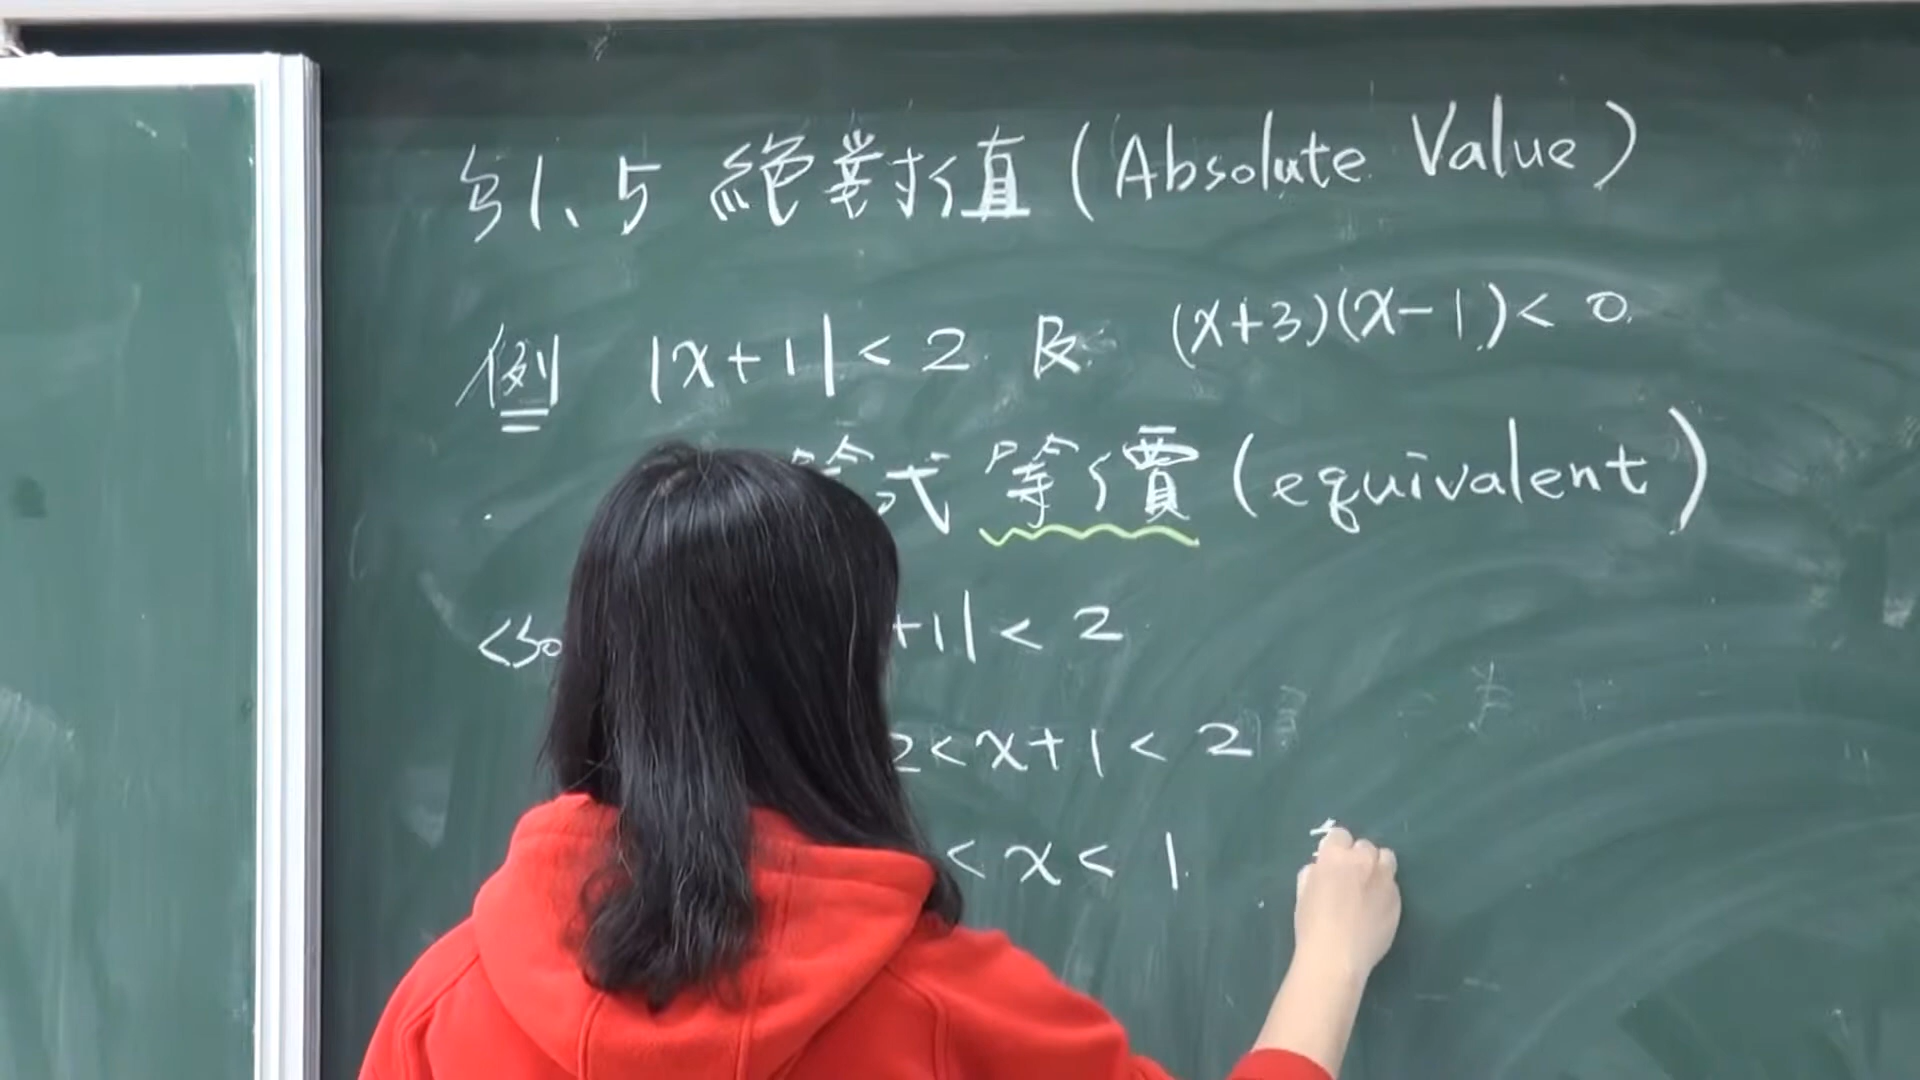 §1、5 絕對值 (Absolute Value)
例 |x+1| < 2 及 (x+3)(x-1) < 0
等式 等價 (equivalent)
+1| < 2
2 < x+1 < 2
< x < 1